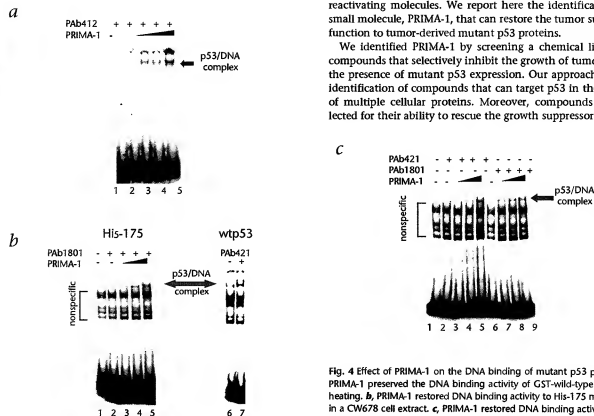 a
PAb412 + + + + +
PRIMA-1 - -
p53/DNA
complex
1 2 3 4 5
b
His-175
wtp53
PAb1801 - + + + +
PRIMA-1 - -
PAb421
- +
p53/DNA
complex
nonspecific
1 2 3 4 5
6 7
reactivating molecules. We report here the identifica
small molecule, PRIMA-1, that can restore the tumor su
function to tumor-derived mutant p53 proteins.
We identified PRIMA-1 by screening a chemical li
compounds that selectively inhibit the growth of tum
the presence of mutant p53 expression. Our approach
identification of compounds that can target p53 in th
of multiple cellular proteins. Moreover, compounds
lected for their ability to rescue the growth suppressor
c
PAb421
PAb1801
PRIMA-1
p53/DNA
complex
nonspecific
1 2 3 4 5 6 7 8 9
Fig. 4 Effect of PRIMA-1 on the DNA binding of mutant p53 p
PRIMA-1 preserved the DNA binding activity of GST-wild-type
heating. b, PRIMA-1 restored DNA binding activity to His-175 m
in a CW678 cell extract. c, PRIMA-1 restored DNA binding activ